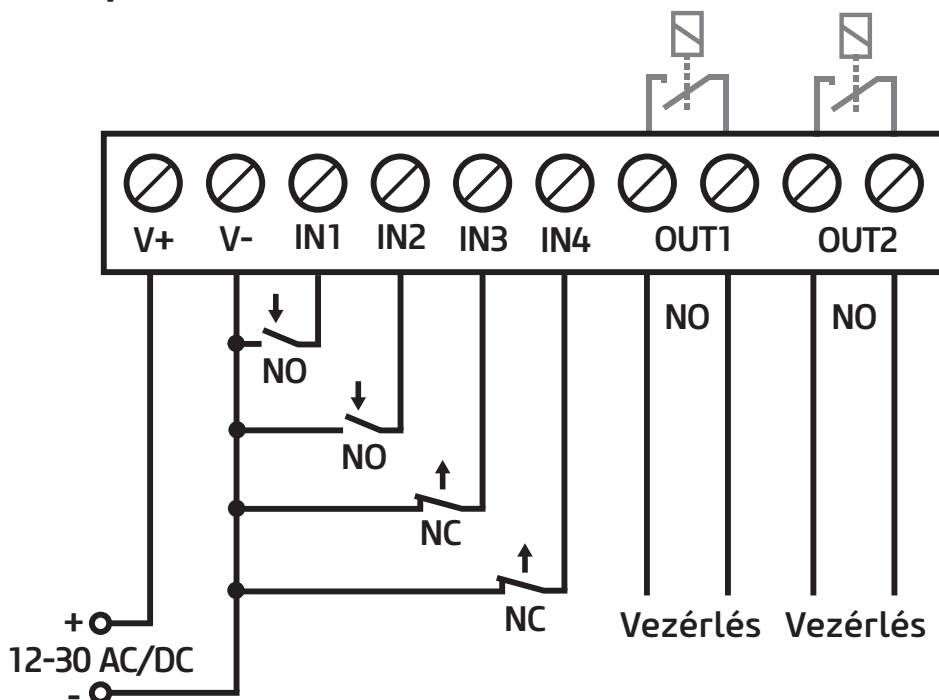 V+ V- IN1 IN2 IN3 IN4 OUT1 OUT2
NO NO
NO
NO
NC
NC
Vezérlés Vezérlés
+
12-30 AC/DC
-